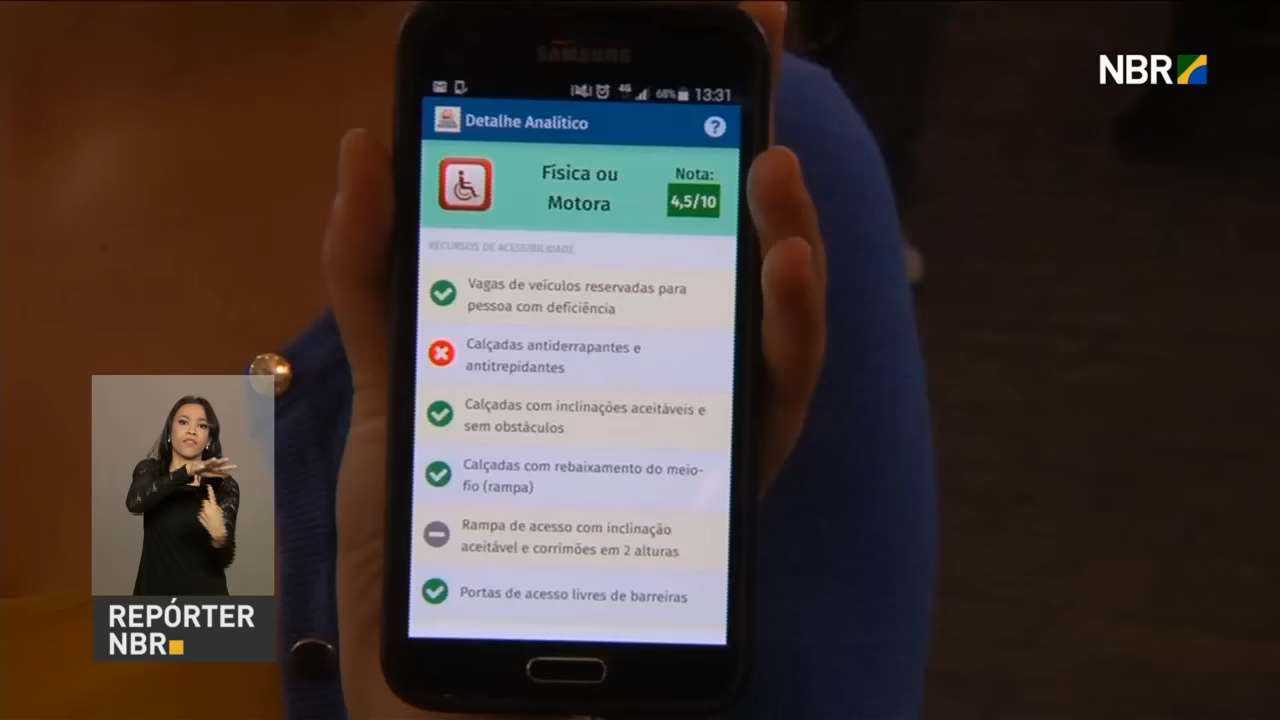 SAMSUNG
NBR
4G 68% 13:31
Detalhe Analítico
?
Física ou
Motora
Nota:
4,5/10
RECURSOS DE ACESSIBILIDADE
Vagas de veículos reservadas para
pessoa com deficiência
Calçadas antiderrapantes e
antitrepidantes
Calçadas com inclinações aceitáveis e
sem obstáculos
Calçadas com rebaixamento do meio-
fio (rampa)
Rampa de acesso com inclinação
aceitável e corrimões em 2 alturas
Portas de acesso livres de barreiras
REPÓRTER
NBR